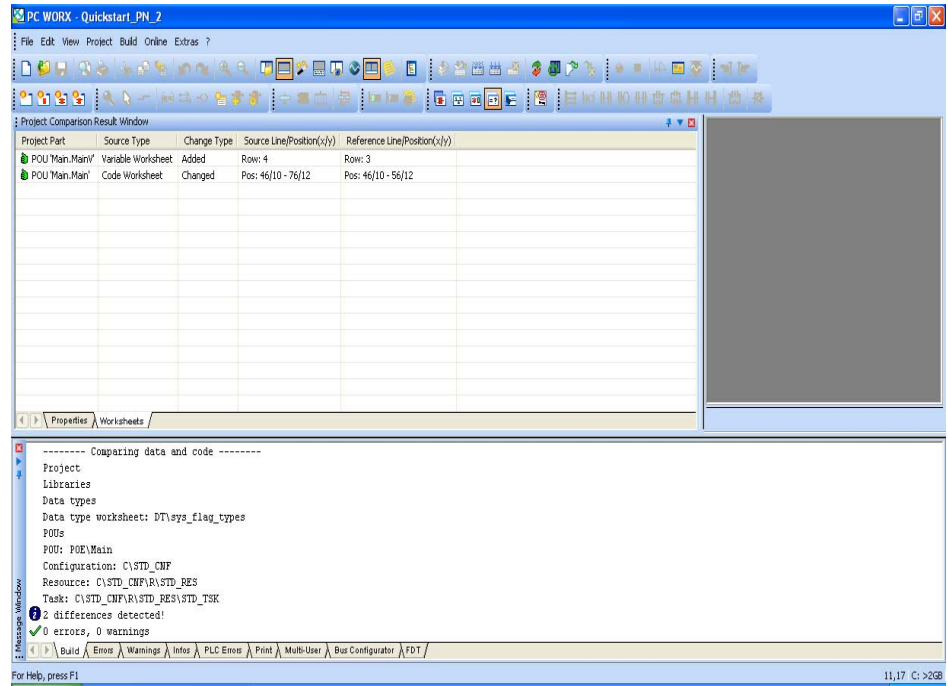 PC WORX - Quickstart_PN_2
File Edit View Project Build Online Extras ?
Project Comparison Result Window
Project Part Source Type Change Type Source Line/Position(x/y) Reference Line/Position(x/y)
POU 'Main.MainV' Variable Worksheet Added Row: 4 Row: 3
POU 'Main.Main' Code Worksheet Changed Pos: 46/10 - 76/12 Pos: 46/10 - 56/12
Properties Worksheets
-------- Comparing data and code --------
Project
Libraries
Data types
Data type worksheet: DT\sys_flag_types
POUs
POU: POE\Main
Configuration: C\STD_CNF
Resource: C\STD_CNF\R\STD_RES
Task: C\STD_CNF\R\STD_RES\STD_TSK
2 differences detected!
0 errors, 0 warnings
Message Window
Build Errors Warnings Infos PLC Errors Print Multi-User Bus Configurator FDT
For Help, press F1
11,17 C: >2GB